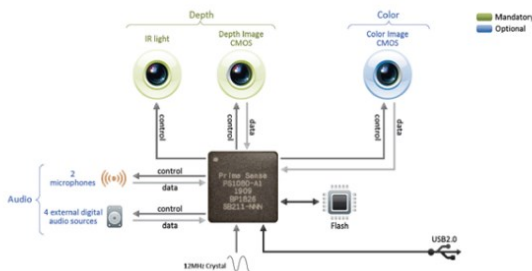 Depth
Color
IR light
Depth Image
CMOS
Color Image
CMOS
Mandatory
Optional
control
control
data
control
data
Audio
2
microphones
control
data
4 external digital
audio sources
control
data
Prime Sense
PS1080-A1
1909
BP1826
SB211-NNN
Flash
USB2.0
12MHz Crystal